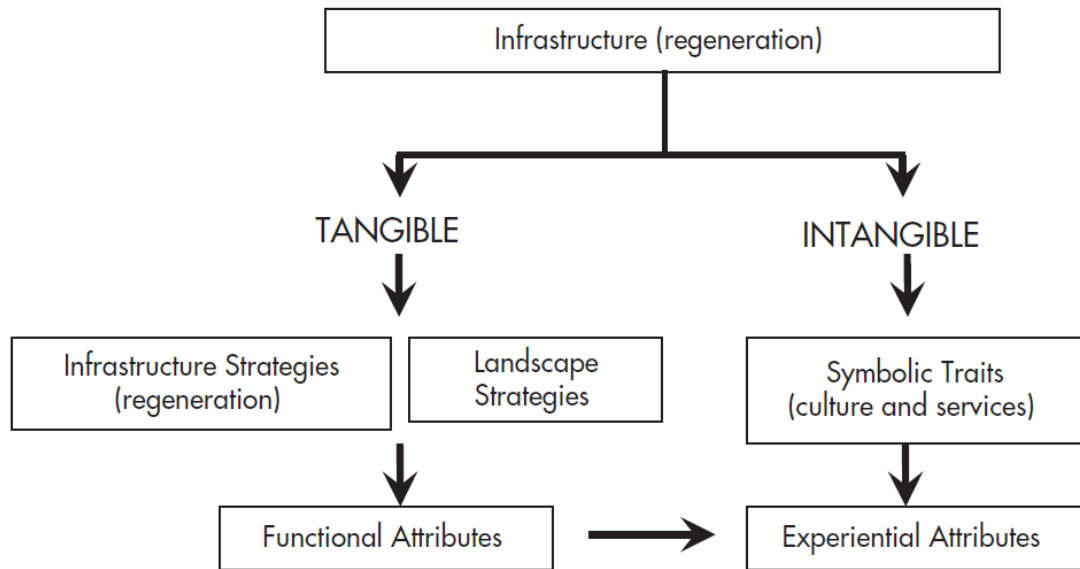 Infrastructure (regeneration)
TANGIBLE
INTANGIBLE
Infrastructure Strategies
(regeneration)
Landscape
Strategies
Symbolic Traits
(culture and services)
Functional Attributes
Experiential Attributes